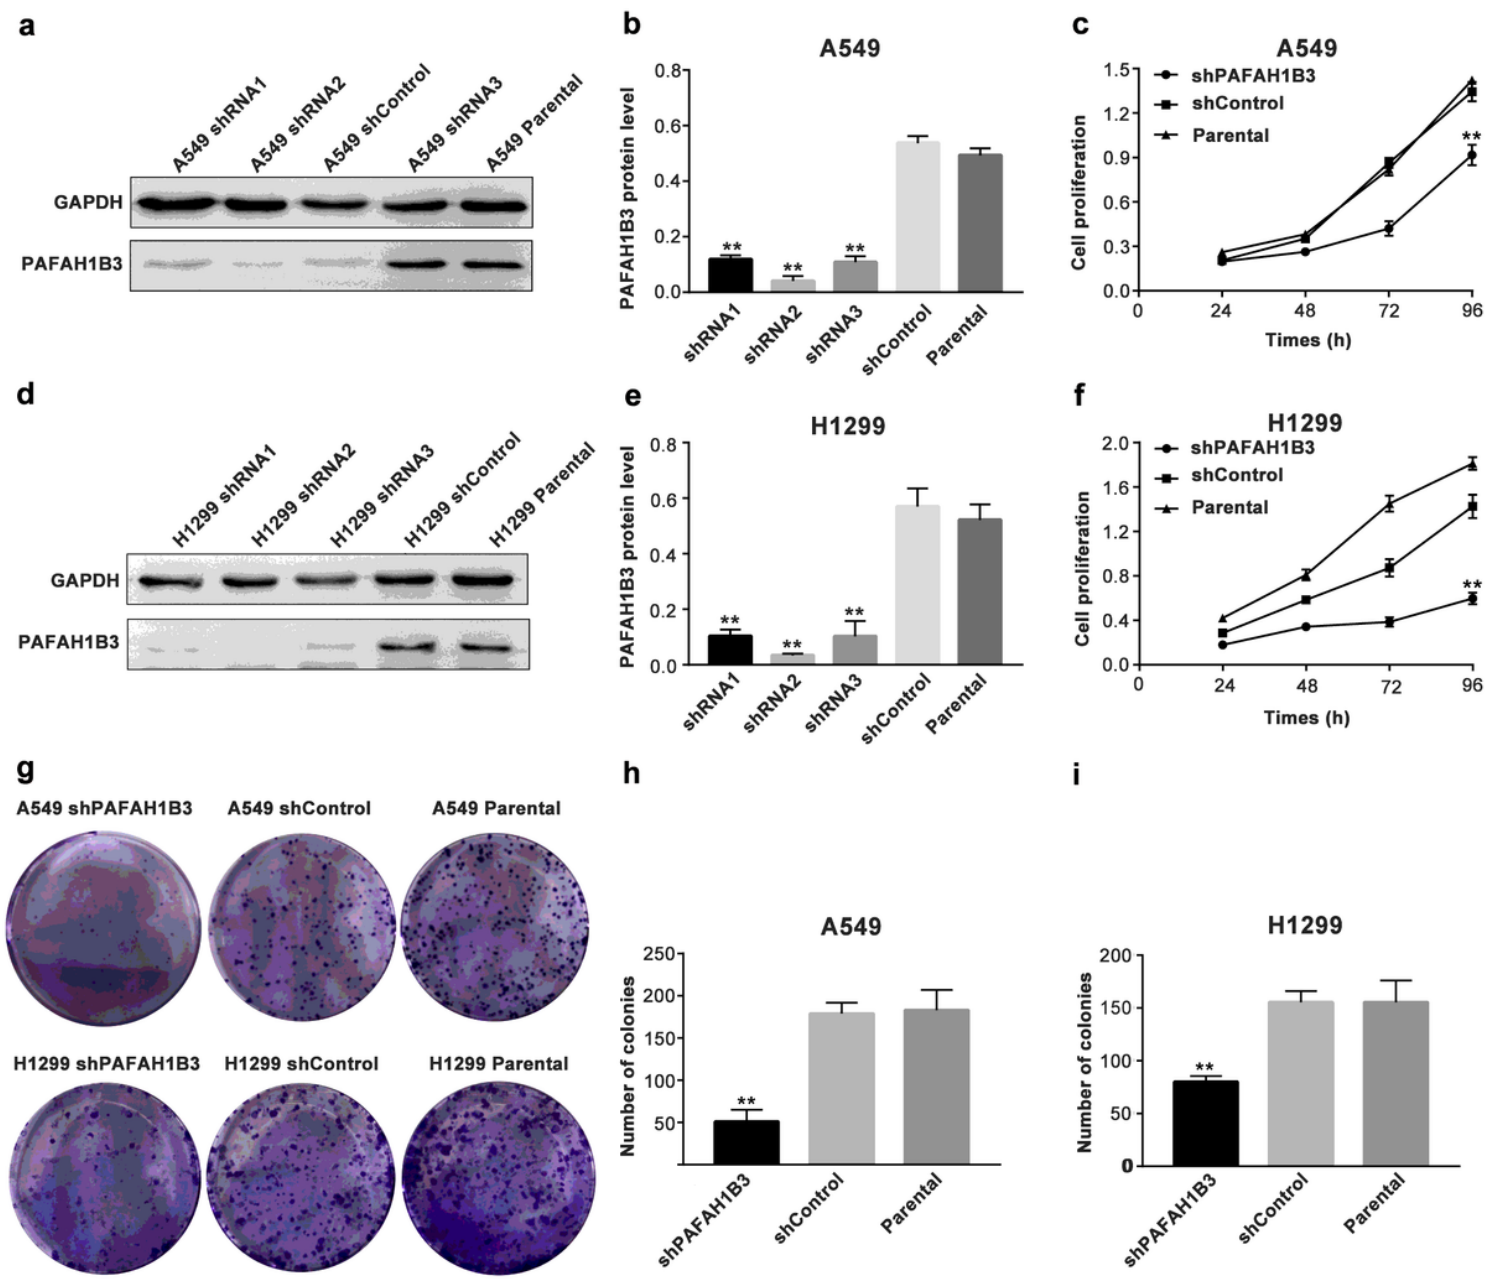 a
A549 shRNA1
A549 shRNA2
A549 shControl
A549 shRNA3
A549 Parental
GAPDH
PAFAH1B3
b
A549
PAFAH1B3 protein level
0.8
0.6
0.4
0.2
0.0
**
**
**
shRNA1
shRNA2
shRNA3
shControl
Parental
c
A549
shPAFAH1B3
shControl
Parental
Cell proliferation
1.5
1.2
0.9
0.6
0.3
0.0
**
0
24
48
72
96
Times (h)
d
H1299 shRNA1
H1299 shRNA2
H1299 shRNA3
H1299 shControl
H1299 Parental
GAPDH
PAFAH1B3
e
H1299
PAFAH1B3 protein level
0.8
0.6
0.4
0.2
0.0
**
**
**
shRNA1
shRNA2
shRNA3
shControl
Parental
f
H1299
shPAFAH1B3
shControl
Parental
Cell proliferation
2.0
1.6
1.2
0.8
0.4
0.0
**
0
24
48
72
96
Times (h)
g
A549 shPAFAH1B3
A549 shControl
A549 Parental
H1299 shPAFAH1B3
H1299 shControl
H1299 Parental
h
A549
Number of colonies
250
200
150
100
50
**
shPAFAH1B3
shControl
Parental
i
H1299
Number of colonies
200
150
100
50
0
**
shPAFAH1B3
shControl
Parental